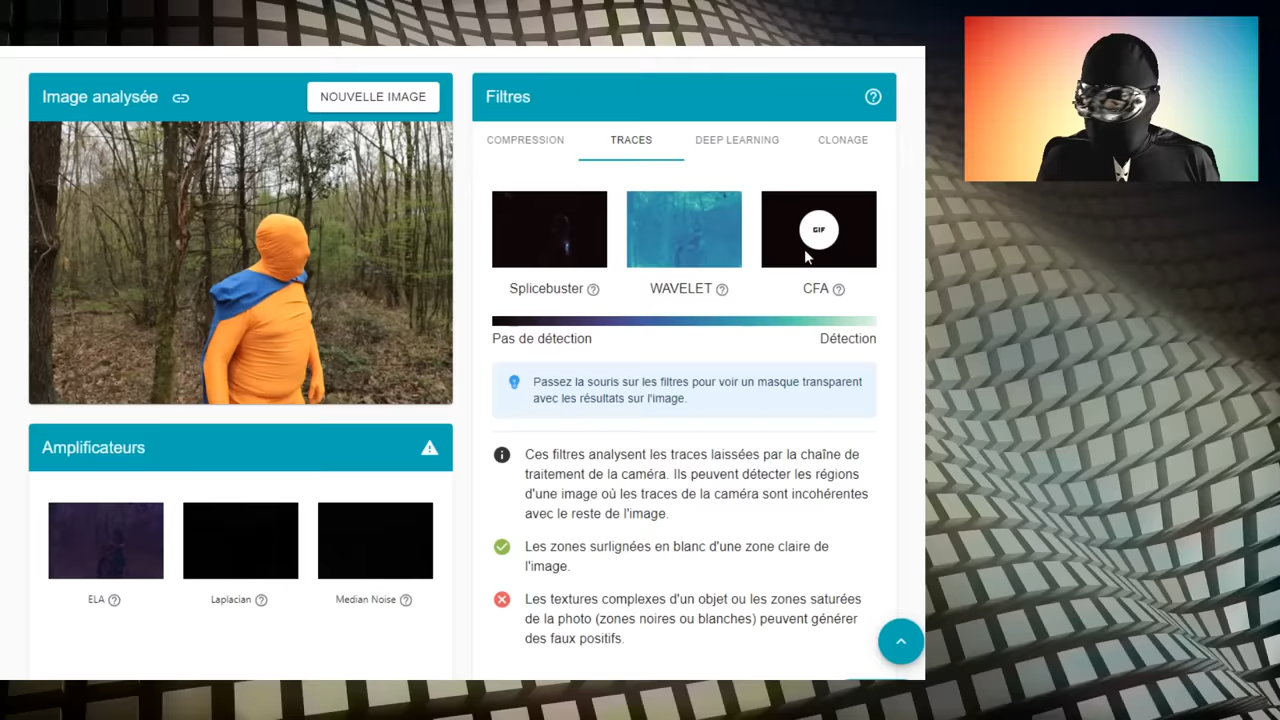 Image analysée
NOUVELLE IMAGE
Filtres
COMPRESSION
TRACES
DEEP LEARNING
CLONAGE
GIF
Splicebuster
WAVELET
CFA
Pas de détection
Détection
Passez la souris sur les filtres pour voir un masque transparent
avec les résultats sur l'image.
Ces filtres analysent les traces laissées par la chaîne de
traitement de la caméra. Ils peuvent détecter les régions
d'une image où les traces de la caméra sont incohérentes
avec le reste de l'image.
Les zones surlignées en blanc d'une zone claire de
l'image.
Les textures complexes d'un objet ou les zones saturées
de la photo (zones noires ou blanches) peuvent générer
des faux positifs.
Amplificateurs
ELA
Laplacian
Median Noise